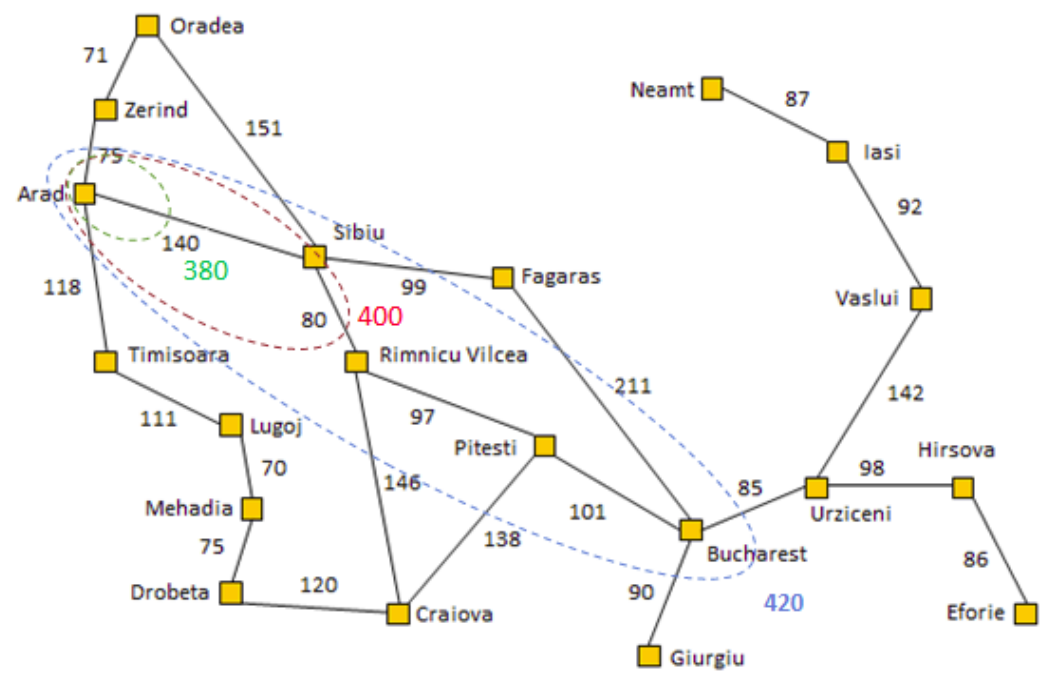 Oradea
71
Neamt
87
Zerind
151
Iasi
75
Arad
92
Sibiu
140
380
99
Fagaras
118
Vaslui
80
400
Timisoara
Rimnicu Vilcea
211
142
111
97
Lugoj
Pitesti
Hirsova
70
98
146
85
Mehadia
101
Urziceni
75
138
Bucharest
86
Drobeta
120
90
420
Craiova
Eforie
Giurgiu